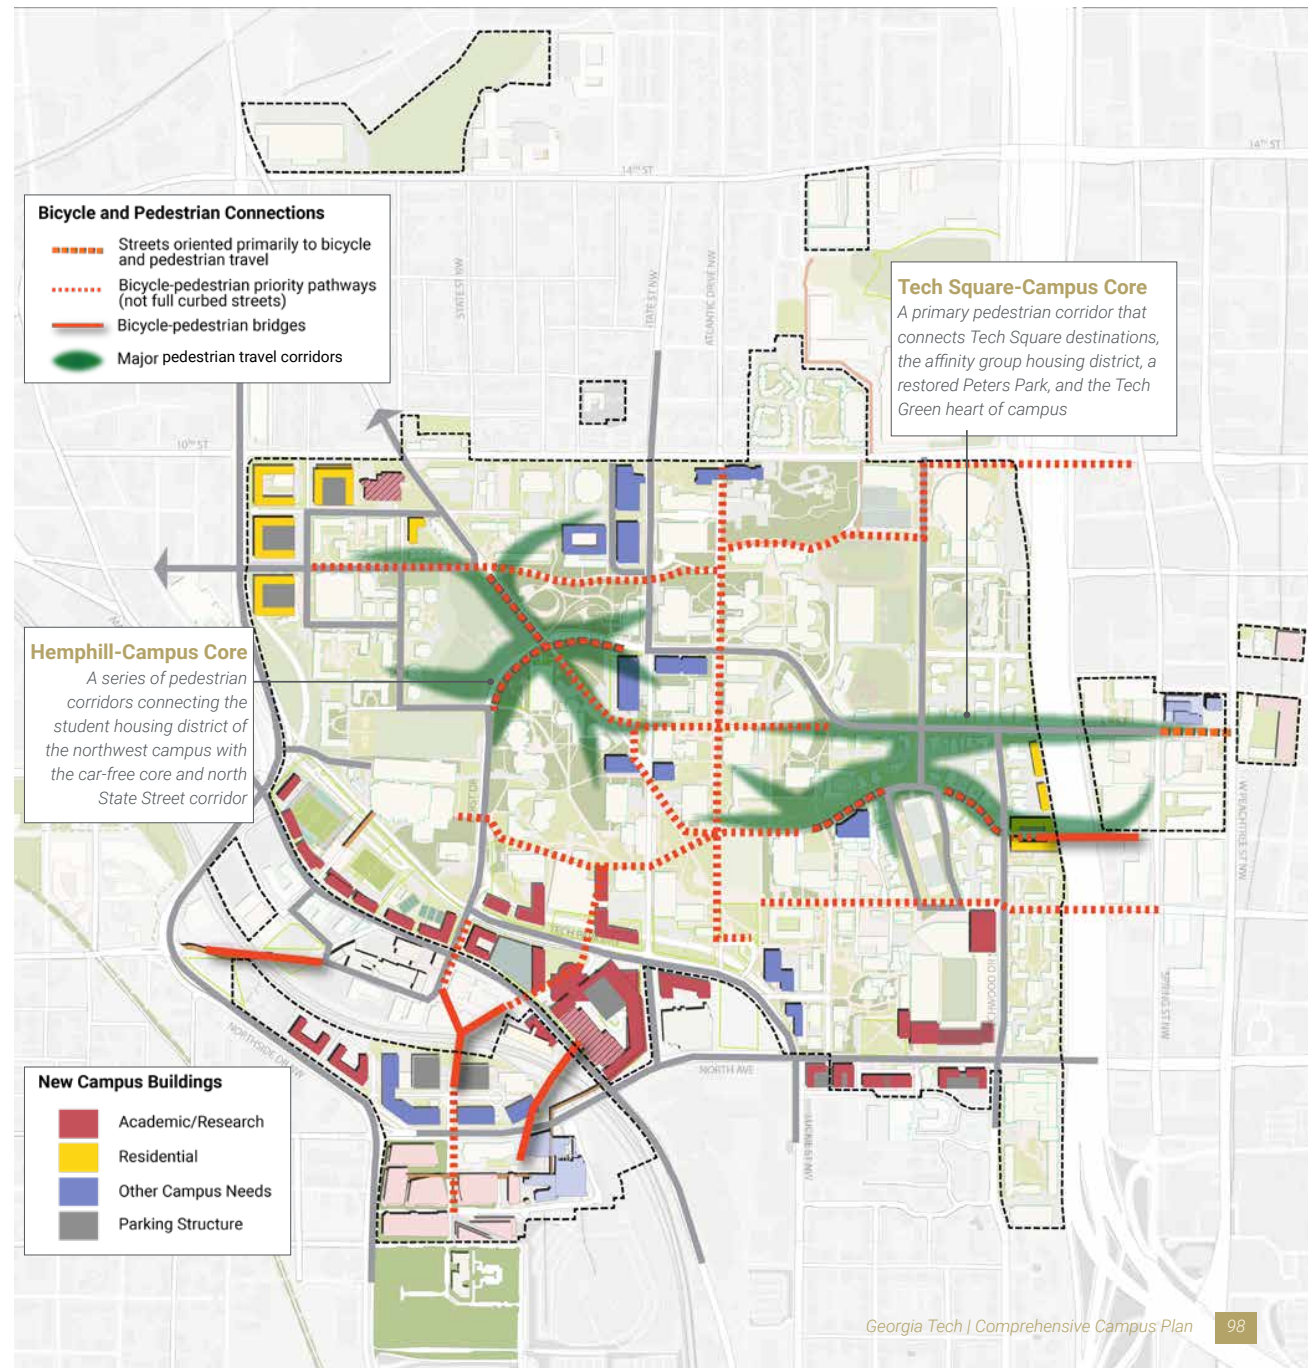 14TH ST
14TH ST
Bicycle and Pedestrian Connections
Streets oriented primarily to bicycle
and pedestrian travel
Bicycle-pedestrian priority pathways
(not full curbed streets)
Bicycle-pedestrian bridges
Major pedestrian travel corridors
STATE ST NW
STATE ST NW
ATLANTIC DRIVE NW
Tech Square-Campus Core
A primary pedestrian corridor that
connects Tech Square destinations,
the affinity group housing district, a
restored Peters Park, and the Tech
Green heart of campus
10TH ST
Hemphill-Campus Core
A series of pedestrian
corridors connecting the
student housing district of
the northwest campus with
the car-free core and north
State Street corridor
W PEACHTREE ST NW
SPRING ST NW
NORTHSIDE DR NW
NORTH AVE
LUCKIE ST NW
New Campus Buildings
Academic/Research
Residential
Other Campus Needs
Parking Structure
Georgia Tech | Comprehensive Campus Plan 98